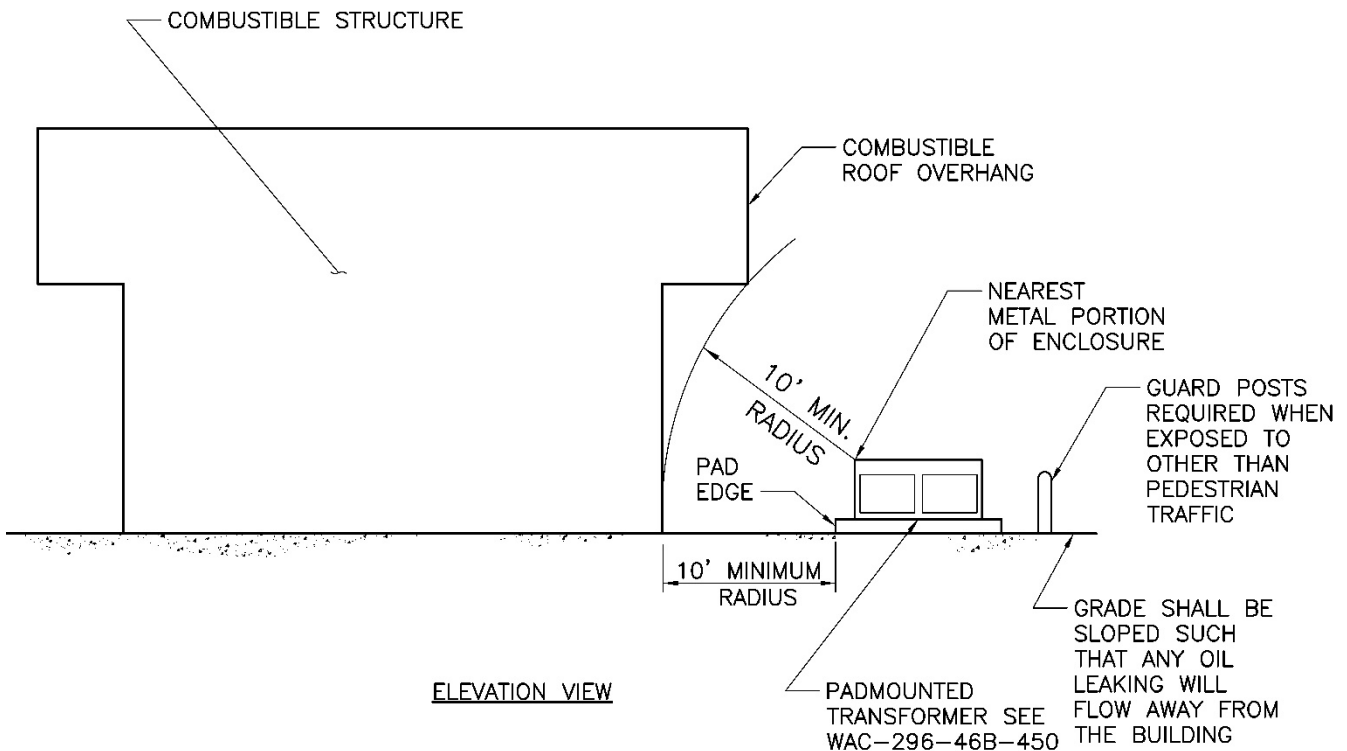 COMBUSTIBLE STRUCTURE
COMBUSTIBLE
ROOF OVERHANG
NEAREST
METAL PORTION
OF ENCLOSURE
10' MIN.
RADIUS
GUARD POSTS
REQUIRED WHEN
EXPOSED TO
OTHER THAN
PEDESTRIAN
TRAFFIC
PAD
EDGE
10' MINIMUM
RADIUS
GRADE SHALL BE
SLOPED SUCH
THAT ANY OIL
LEAKING WILL
FLOW AWAY FROM
THE BUILDING
PADMOUNTED
TRANSFORMER SEE
WAC-296-46B-450
ELEVATION VIEW